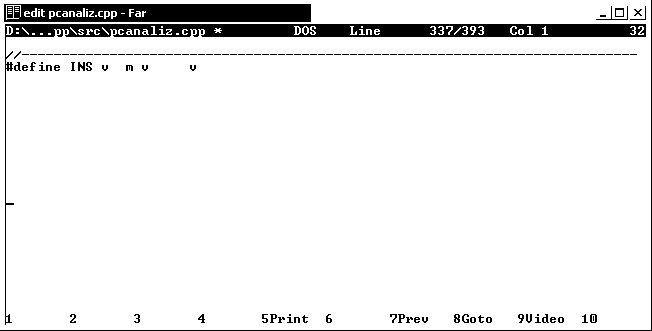 edit pcanaliz.cpp - Far
D:\...pp\src\pcanaliz.cpp * DOS Line 337/393 Col 1 32
//------------------------------------------------------------------------------
#define INS v m v v
1 2 3 4 5Print 6 7Prev 8Goto 9Video 10